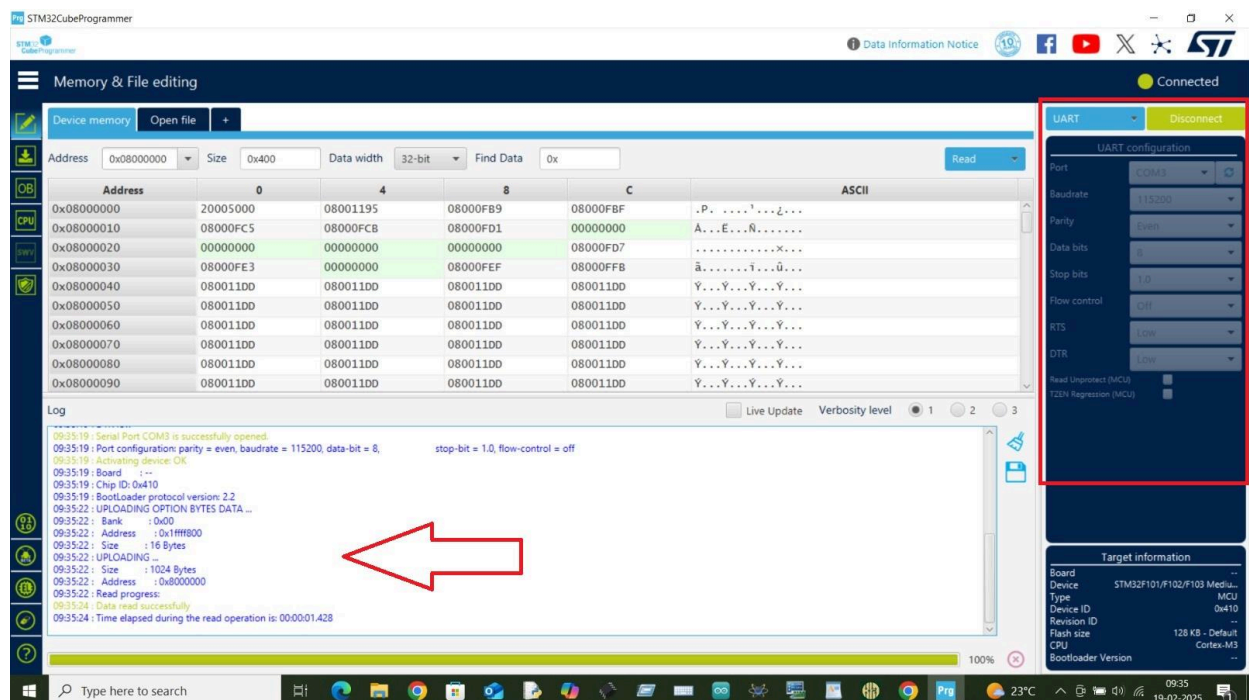 Prg STM32CubeProgrammer
STM32 CubeProgrammer
Data Information Notice
Memory & File editing
Connected
Device memory Open file +
Address 0x08000000 Size 0x400 Data width 32-bit Find Data 0x Read
Address 0 4 8 C ASCII
0x08000000 20005000 08001195 08000FB9 08000FBF .P. ....¹...¿...
0x08000010 08000FC5 08000FCB 08000FD1 00000000 Å...Ë...Ñ.......
0x08000020 00000000 00000000 00000000 08000FD7 ............×...
0x08000030 08000FE3 00000000 08000FEF 08000FFB ã.......ï...û...
0x08000040 080011DD 080011DD 080011DD 080011DD Ý...Ý...Ý...Ý...
0x08000050 080011DD 080011DD 080011DD 080011DD Ý...Ý...Ý...Ý...
0x08000060 080011DD 080011DD 080011DD 080011DD Ý...Ý...Ý...Ý...
0x08000070 080011DD 080011DD 080011DD 080011DD Ý...Ý...Ý...Ý...
0x08000080 080011DD 080011DD 080011DD 080011DD Ý...Ý...Ý...Ý...
0x08000090 080011DD 080011DD 080011DD 080011DD Ý...Ý...Ý...Ý...
Log Live Update Verbosity level 1 2 3
09:35:19 : Serial Port COM3 is successfully opened.
09:35:19 : Port configuration: parity = even, baudrate = 115200, data-bit = 8, stop-bit = 1.0, flow-control = off
09:35:19 : Activating device: OK
09:35:19 : Board : --
09:35:19 : Chip ID: 0x410
09:35:19 : BootLoader protocol version: 2.2
09:35:22 : UPLOADING OPTION BYTES DATA ...
09:35:22 : Bank : 0x00
09:35:22 : Address : 0x1ffff800
09:35:22 : Size : 16 Bytes
09:35:22 : UPLOADING ...
09:35:22 : Size : 1024 Bytes
09:35:22 : Address : 0x8000000
09:35:22 : Read progress:
09:35:24 : Data read successfully
09:35:24 : Time elapsed during the read operation is: 00:00:01.428
100%
OB
CPU
SWV
UART Disconnect
UART configuration
Port COM3
Baudrate 115200
Parity Even
Data bits 8
Stop bits 1.0
Flow control Off
RTS Low
DTR Low
Read Unprotect (MCU)
TZEN Regression (MCU)
Target information
Board --
Device STM32F101/F102/F103 Mediu...
Type MCU
Device ID 0x410
Revision ID --
Flash size 128 KB - Default
CPU Cortex-M3
Bootloader Version --
Type here to search
Prg
23°C
09:35
19-02-2025